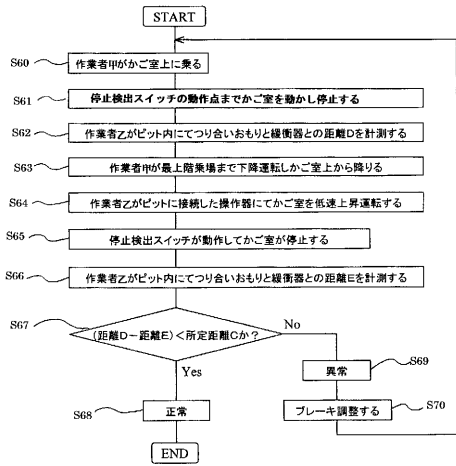 START
S60
作業者甲がかご室上に乗る
S61
停止検出スイッチの動作点までかご室を動かし停止する
S62
作業者乙がピット内にてつり合いおもりと緩衝器との距離Dを計測する
S63
作業者甲が最上階乗場まで下降運転しかご室上から降りる
S64
作業者乙がピットに接続した操作器にてかご室を低速上昇運転する
S65
停止検出スイッチが動作してかご室が停止する
S66
作業者乙がピット内にてつり合いおもりと緩衝器との距離Eを計測する
S67
(距離D－距離E)＜所定距離Cか？
No
Yes
S69
異常
S68
正常
S70
ブレーキ調整する
END